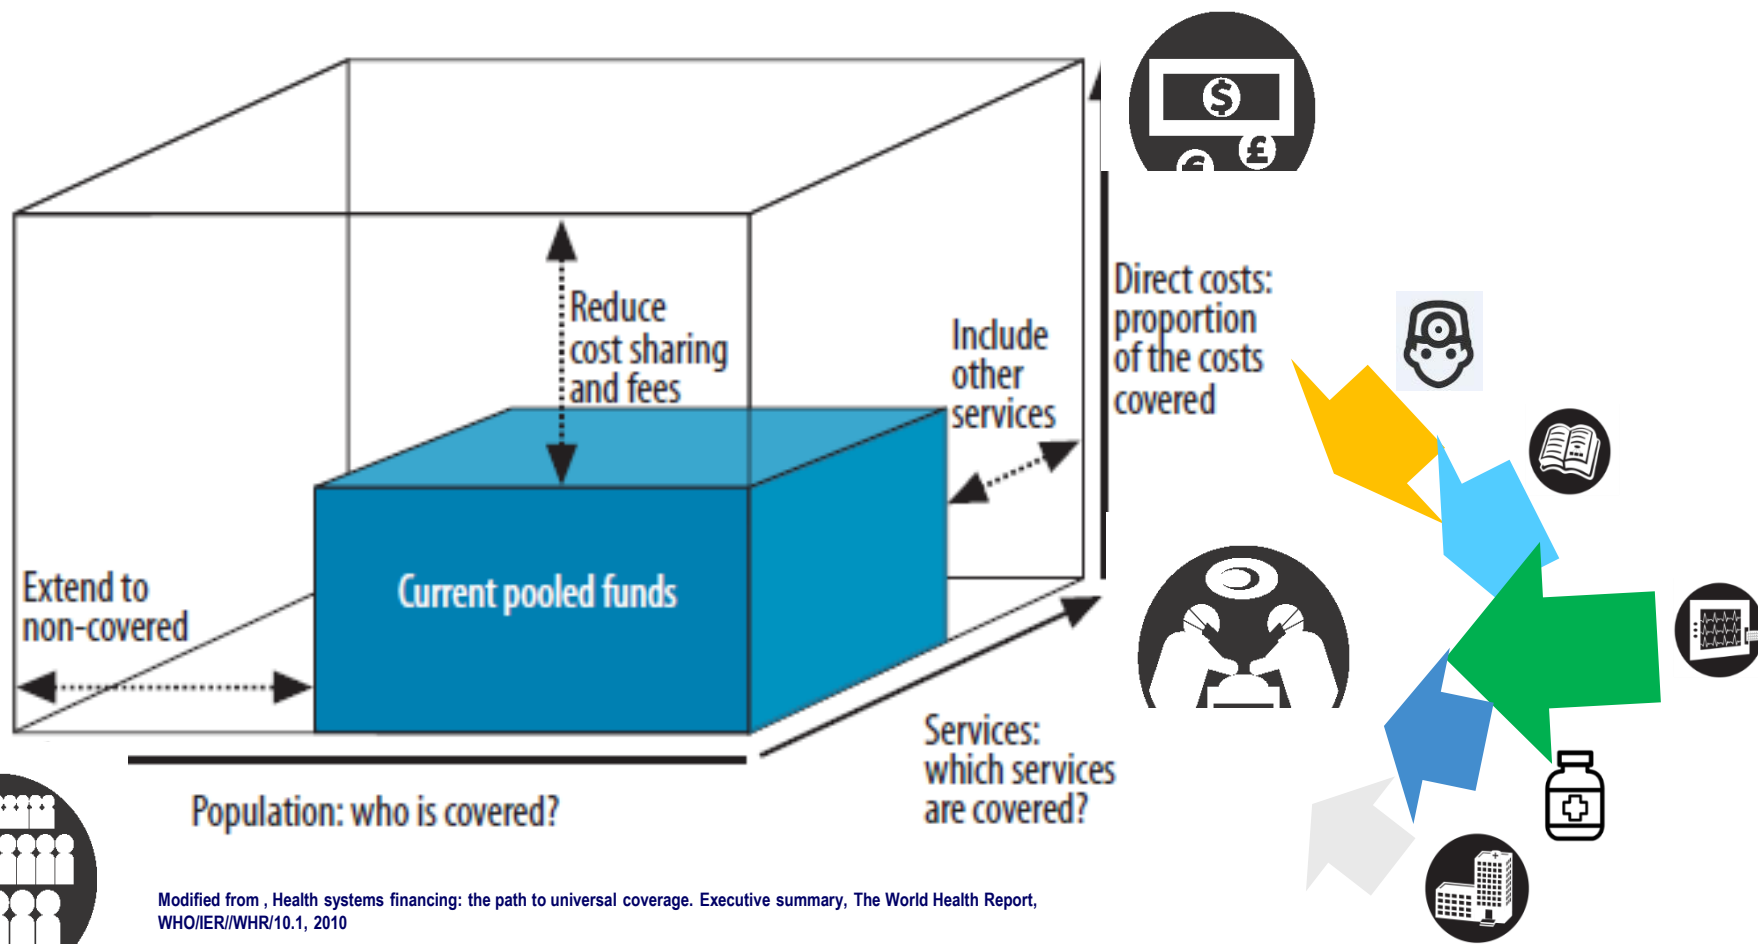 $
£
€
Reduce
cost sharing
and fees
Include
other
services
Direct costs:
proportion
of the costs
covered
Extend to
non-covered
Current pooled funds
Services:
which services
are covered?
Population: who is covered?
Modified from , Health systems financing: the path to universal coverage. Executive summary, The World Health Report,
WHO/IER//WHR/10.1, 2010